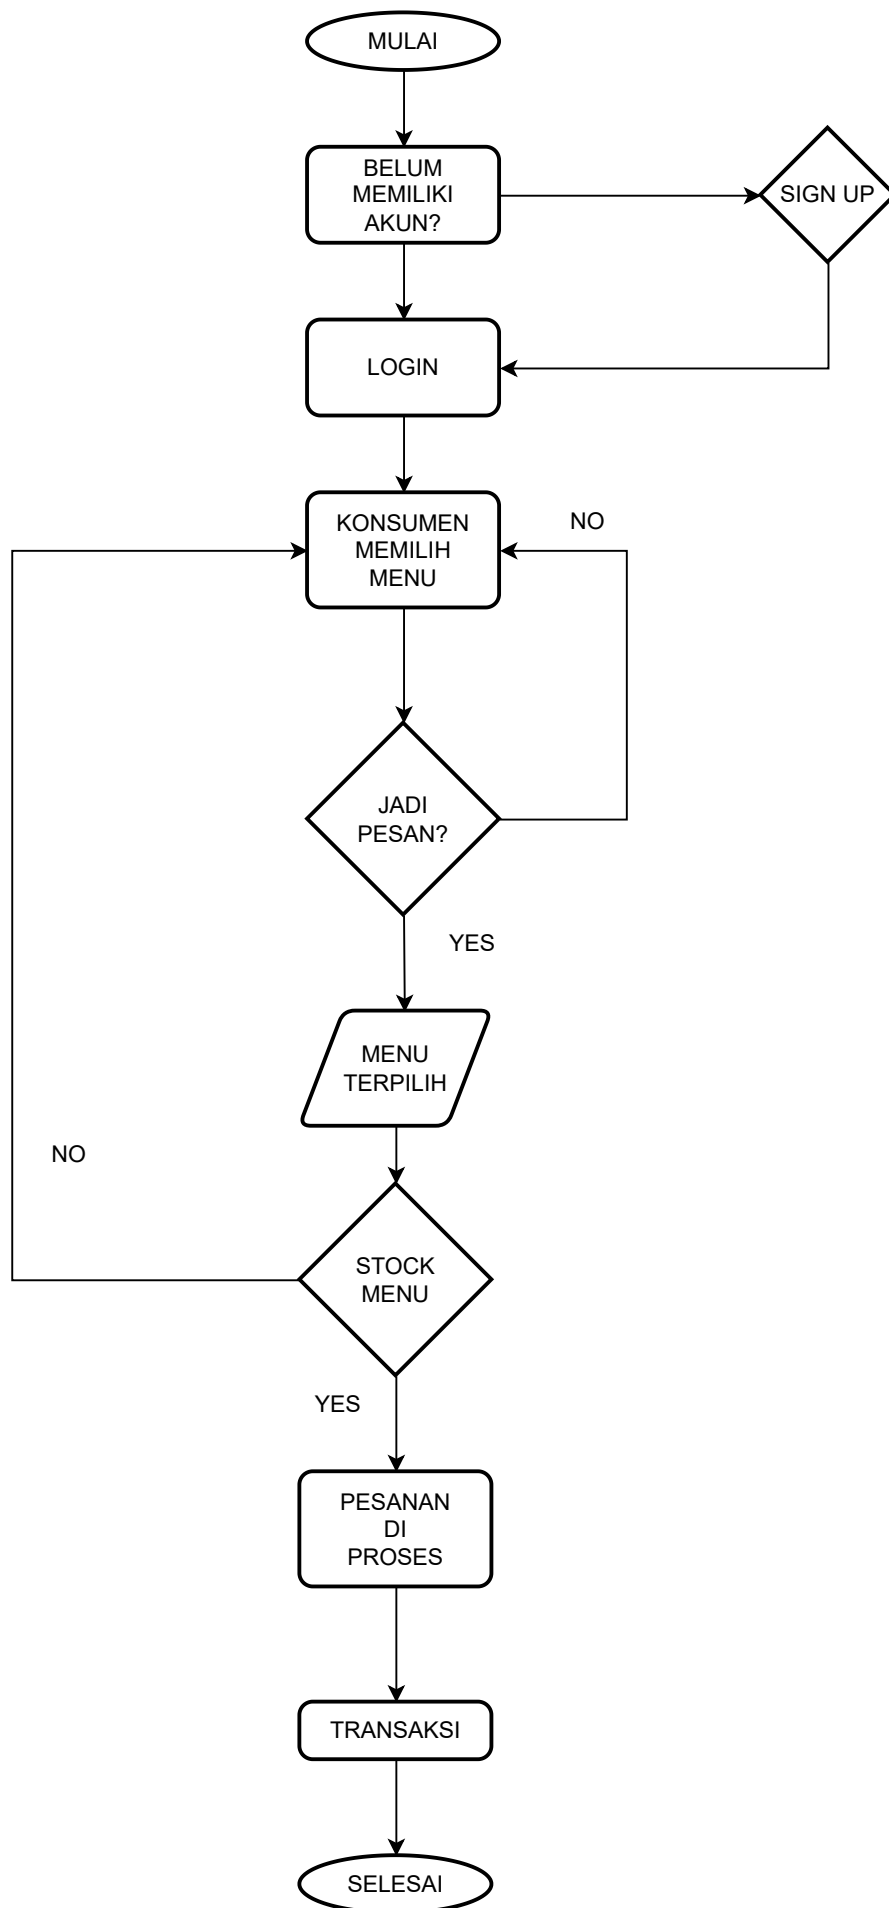 MULAI
BELUM
MEMILIKI
AKUN?
SIGN UP
LOGIN
KONSUMEN
MEMILIH
MENU
NO
JADI
PESAN?
YES
MENU
TERPILIH
NO
STOCK
MENU
YES
PESANAN
DI
PROSES
TRANSAKSI
SELESAI